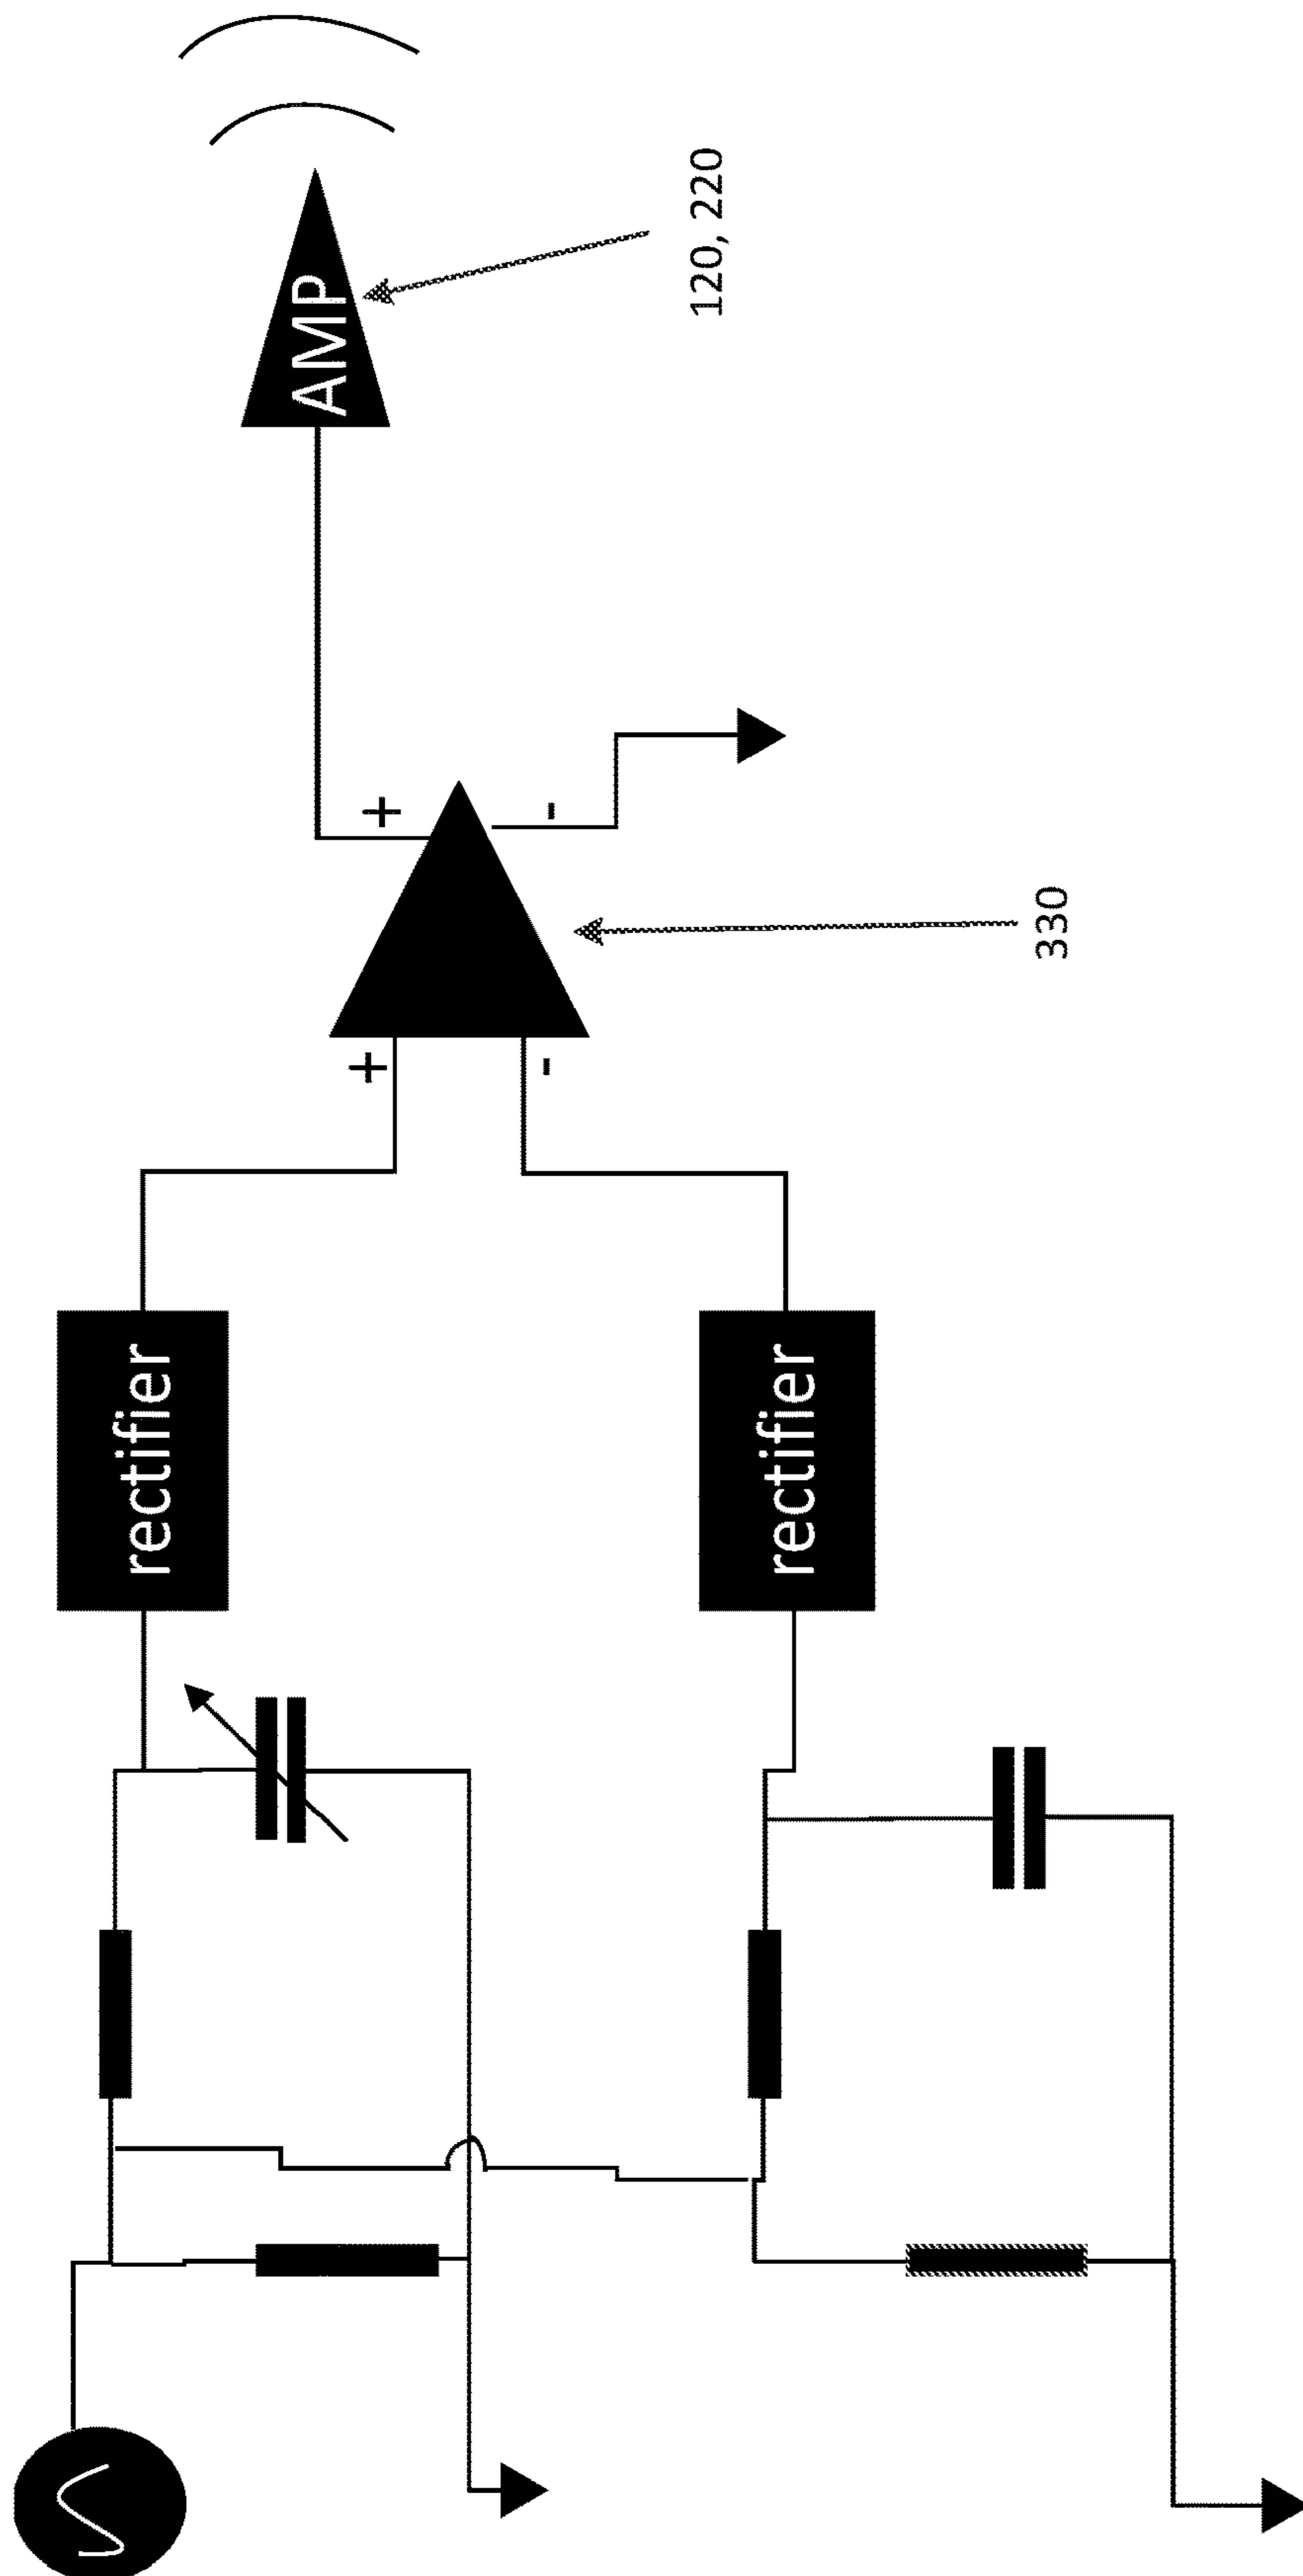 rectifier
rectifier
+
-
330
+
-
AMP
120, 220